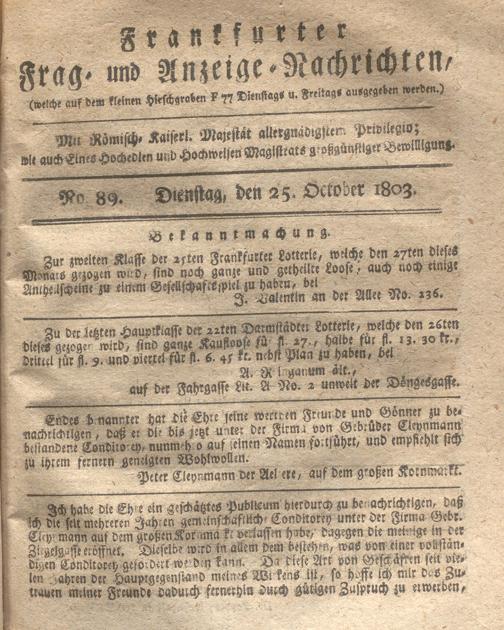 Frankfurter
Frag- und Anzeige-Nachrichten,
(welche auf dem kleinen Hirschgraben F 77 Dienstags u. Freitags ausgegeben werden.)
Mit Römisch- Kaiserl. Majestät allergnädigstem Privilegio;
wie auch Eines Hochedlen und Hochweisen Magistrats großgünstiger Bewilligung.
No. 89. Dienstag, den 25. October 1803.
Bekanntmachung.
Zur zweiten Klasse der 25ten Frankfurter Lotterie, welche den 27ten dieses
Monats gezogen wird, sind noch ganze und getheilte Loose, auch noch einige
Antheilscheine zu einem Gesellschaftsspiel zu haben, bei
J. Valentin an der Allee No. 236.
Zu der letzten Hauptklasse der 22ten Darmstädter Lotterie, welche den 26ten
dieses gezogen wird, sind ganze Kaufloose für fl. 27., halbe für fl. 13. 30 kr.,
drittel für fl. 9. und viertel für fl. 6. 45 kr. nebst Plan zu haben, bei
A. Ringanum ält.,
auf der Fahrgasse Lit. A No. 2 unweit der Döngesgasse.
Endes benannter hat die Ehre seine werthen Freunde und Gönner zu be-
nachrichtigen, daß er die bis jetzt unter der Firma von Gebrüder Cleynmann
bestandene Conditorey, nunmehro auf seinen Namen fortführt, und empfiehlt sich
zu ihrem fernern geneigten Wohlwollen.
Peter Cleynmann der Aeltere, auf dem großen Kornmarkt.
Ich habe die Ehre ein geschätztes Publicum hierdurch zu benachrichtigen, daß
ich die seit mehreren Jahren gemeinschaftliche Conditorey unter der Firma Gebr.
Cleynmann auf dem großen Kornmarkt verlassen habe, dagegen die meinige in der
Ziegelgasse eröffnet. Dieselbe wird in allem dem bestehen, was von einer vollstän-
digen Conditorey gefordert werden kann. Da diese Art von Geschäften seit vie-
len Jahren der Hauptgegenstand meines Wirkens ist, so hoffe ich mir das Zu-
trauen meiner Freunde dadurch fernerhin durch gütigen Zuspruch zu erwerben,